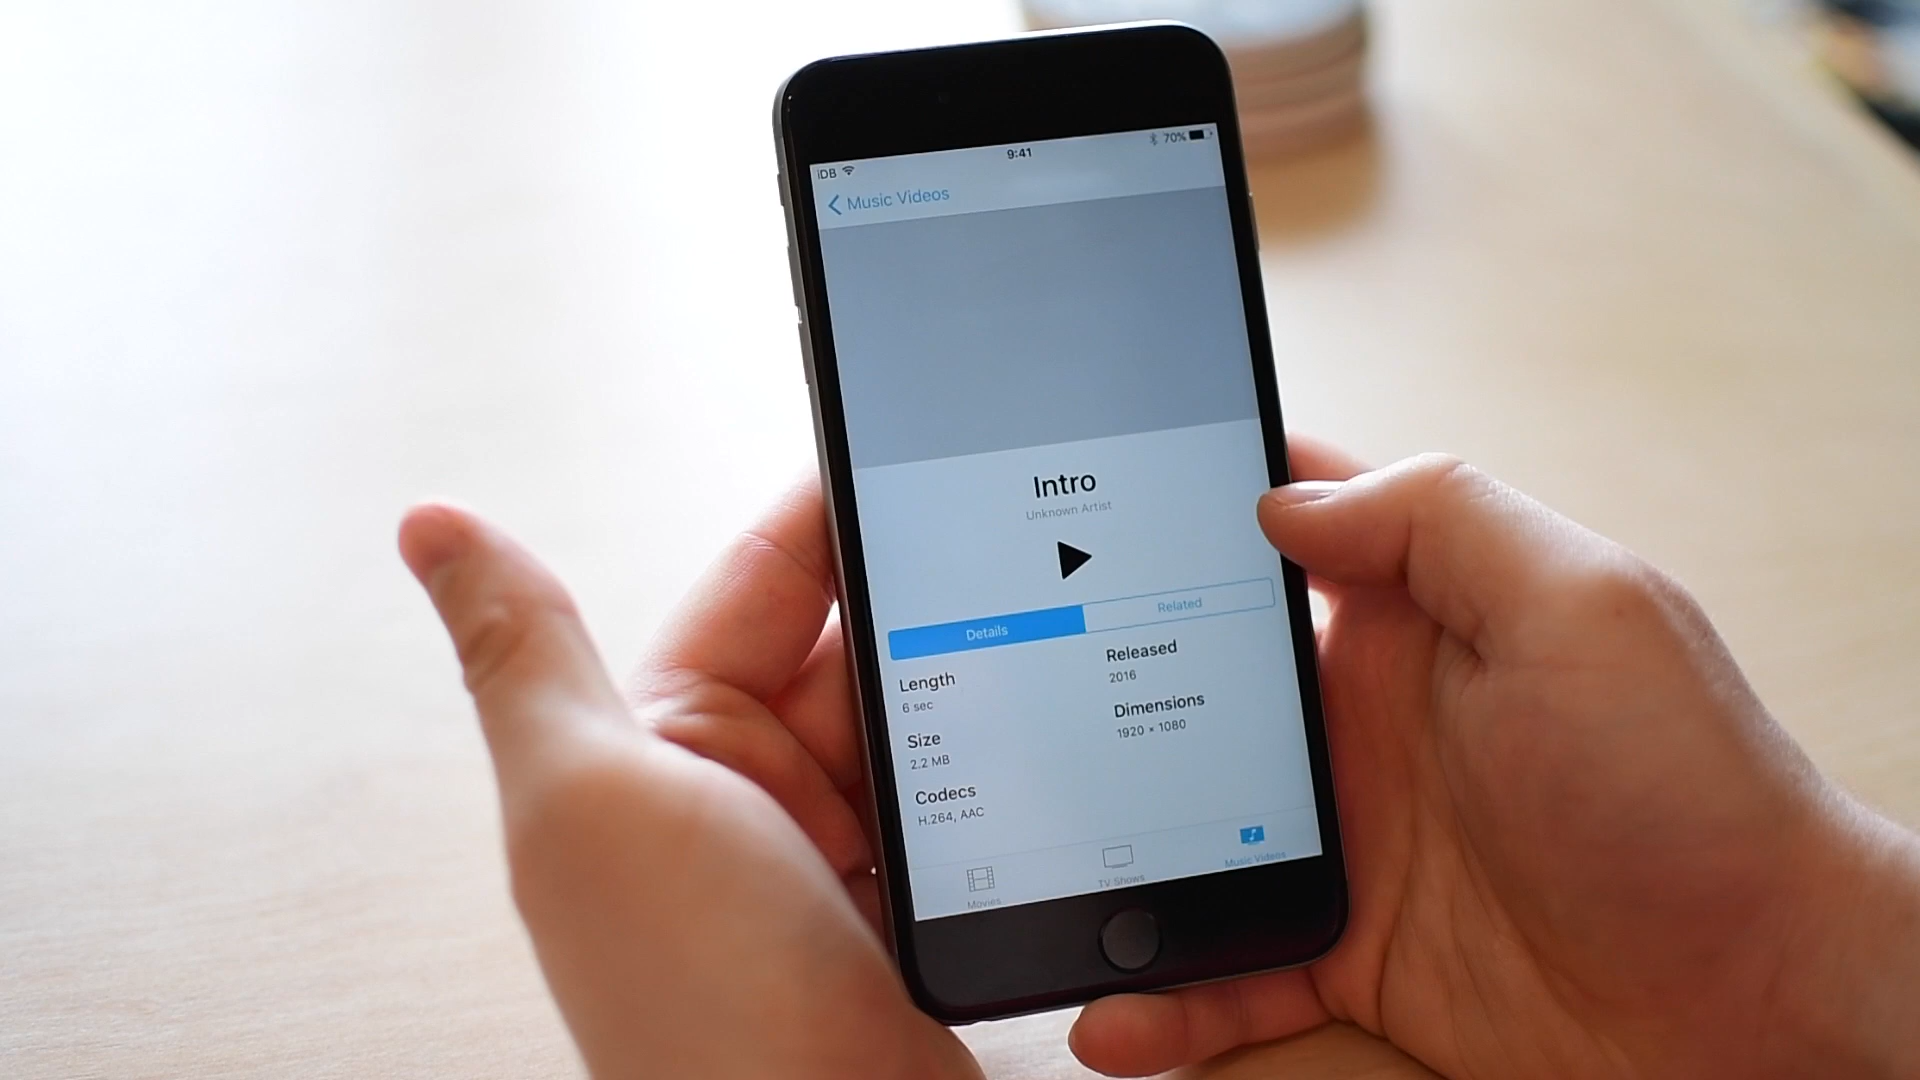 iDB 9:41 70%
Music Videos
Intro
Unknown Artist
Details Related
Length
6 sec
Released
2016
Size
2.2 MB
Dimensions
1920 × 1080
Codecs
H.264, AAC
Movies TV Shows Music Videos